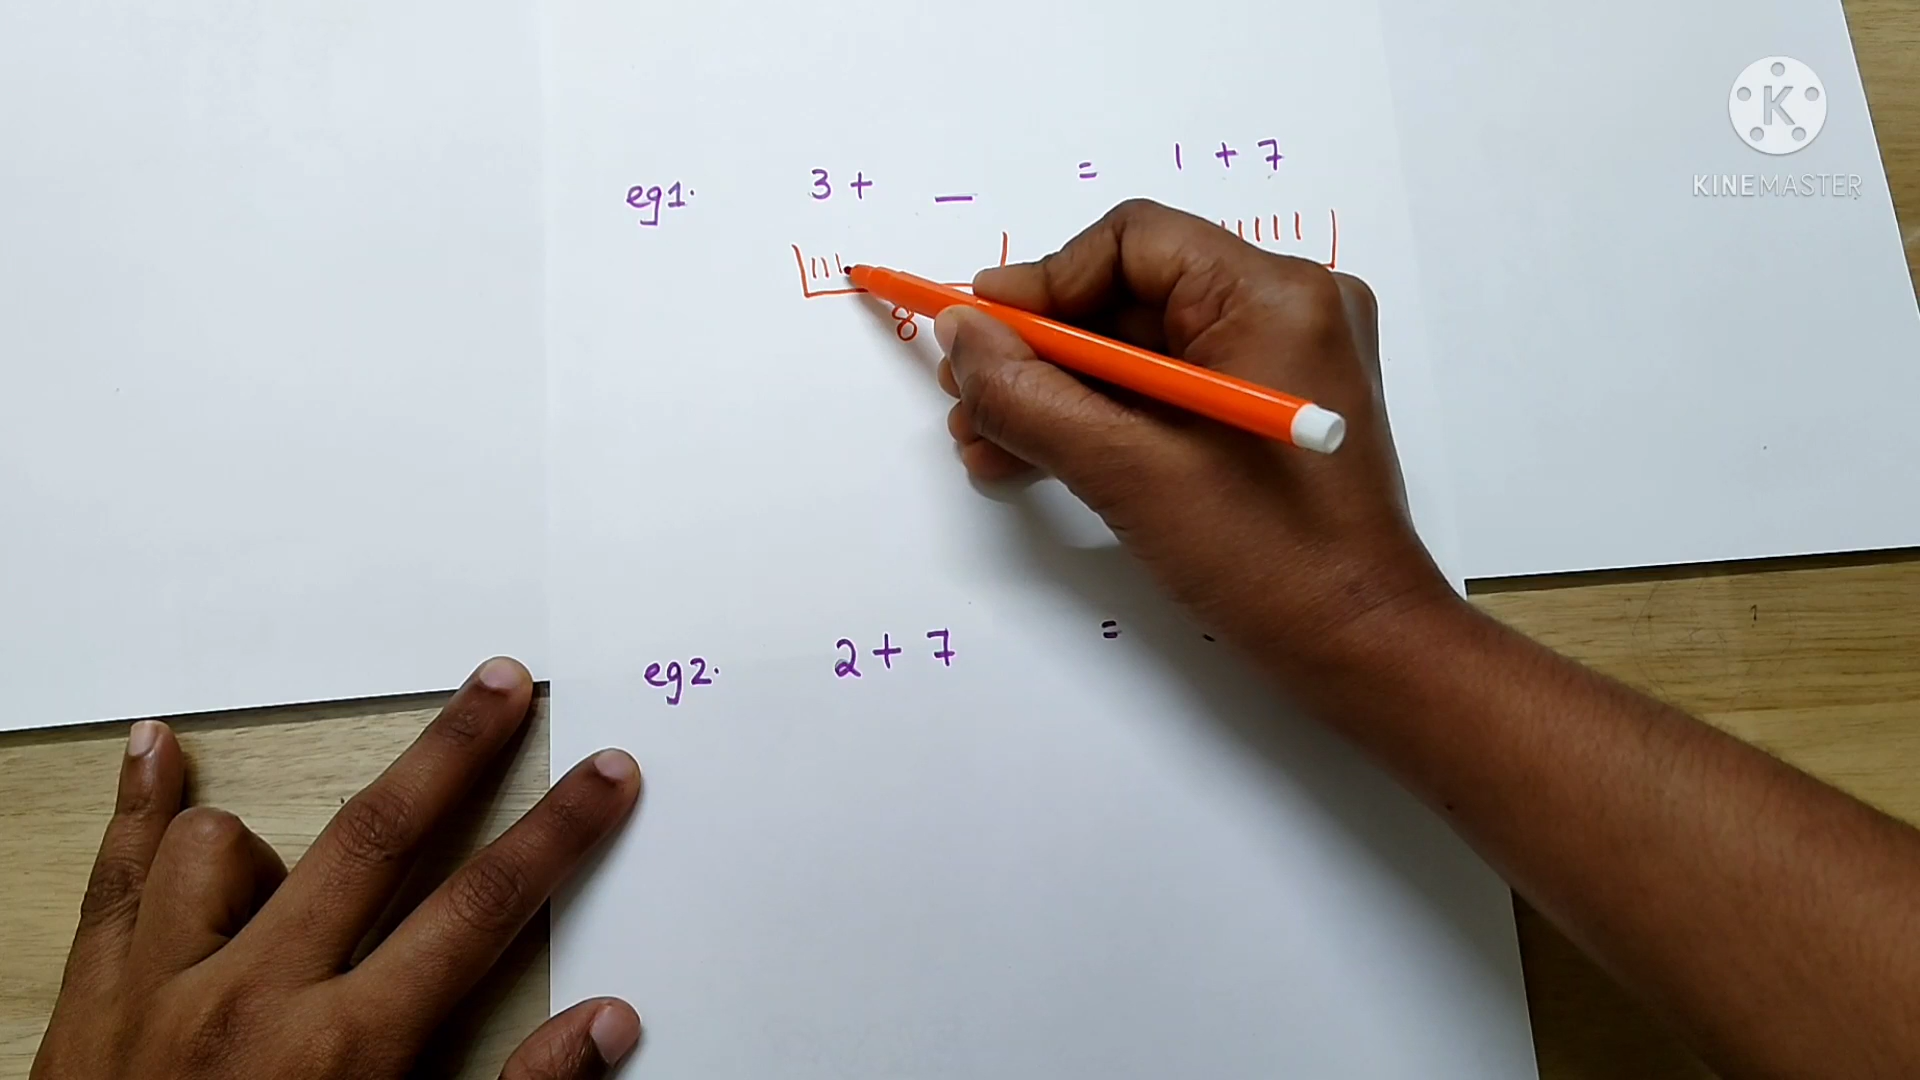 eg1. 3 + _ = 1 + 7
8
eg2. 2 + 7 =
K
KINEMASTER